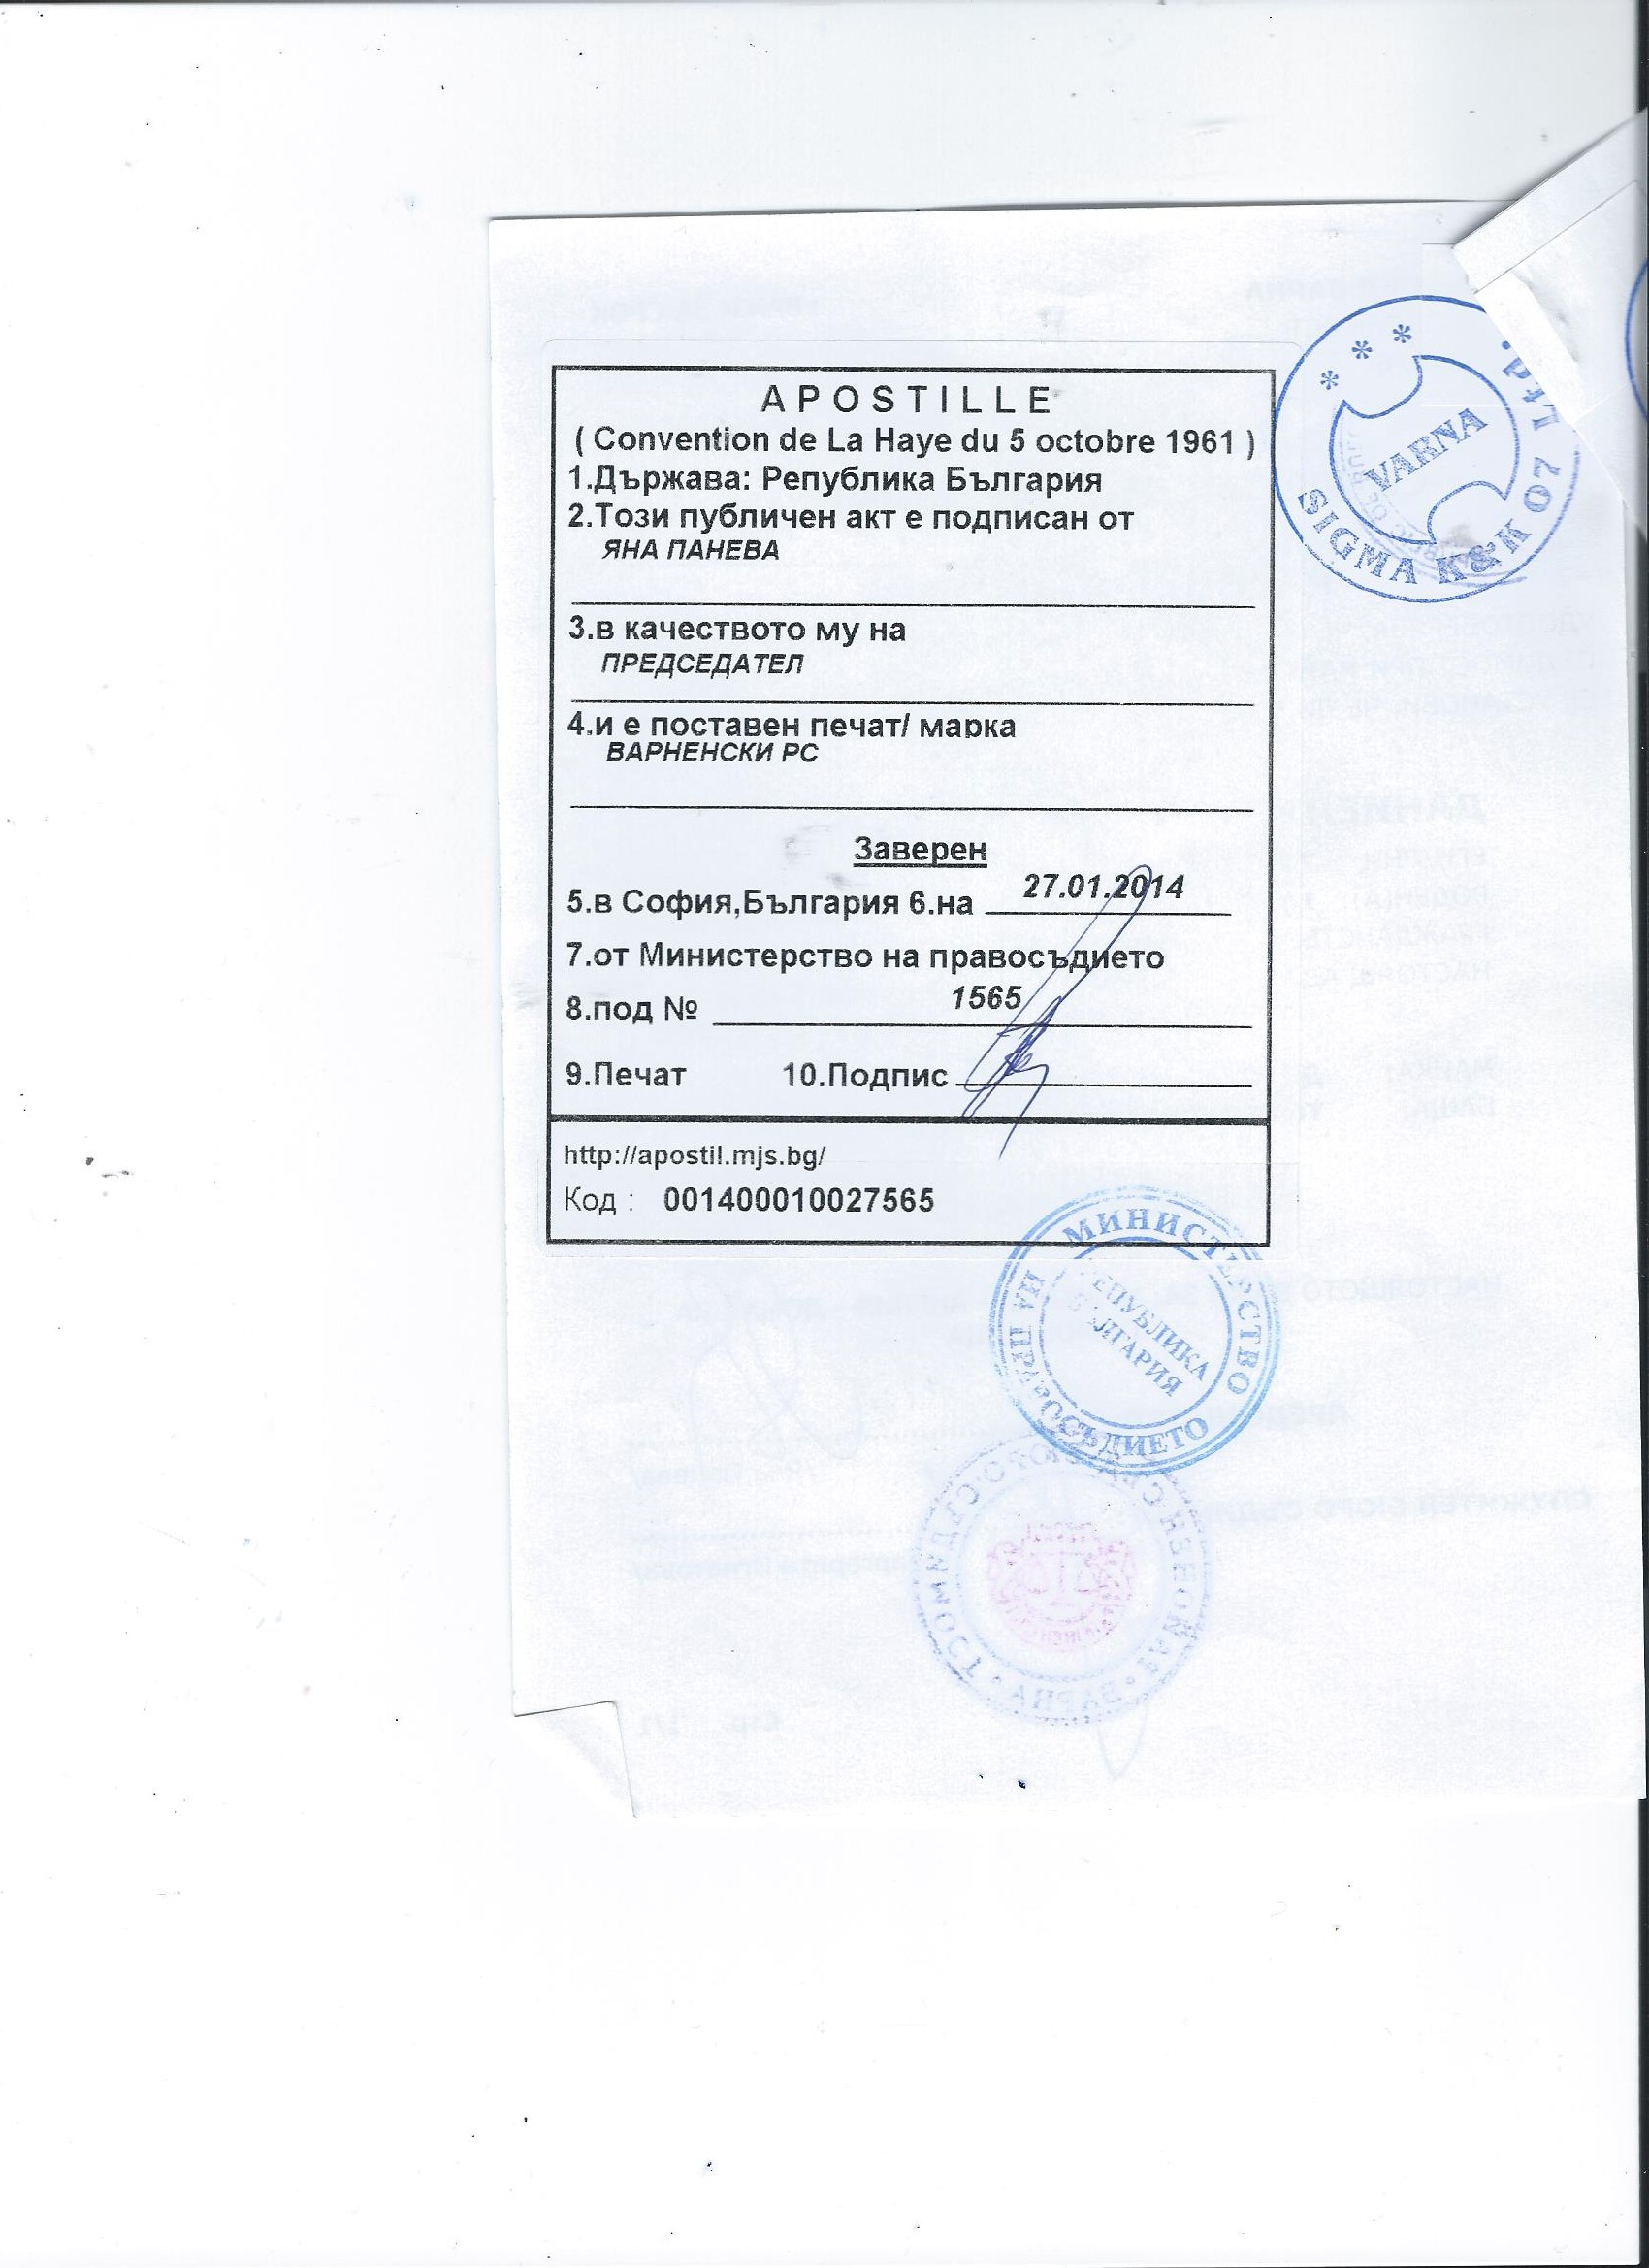 APOSTILLE
( Convention de La Haye du 5 octobre 1961 )
1.Държава: Република България
2.Този публичен акт е подписан от
ЯНА ПАНЕВА
3.в качеството му на
ПРЕДСЕДАТЕЛ
4.и е поставен печат/ марка
ВАРНЕНСКИ РС
Заверен
5.в София,България 6.на 27.01.2014
7.от Министерство на правосъдието
8.под № 1565
9.Печат 10.Подпис
http://apostil.mjs.bg/
Код : 001400010027565
* * *
SIGMA K&K 07 Ltd.
VARNA
МИНИСТЕРСТВО НА ПРАВОСЪДИЕТО
РЕПУБЛИКА
БЪЛГАРИЯ